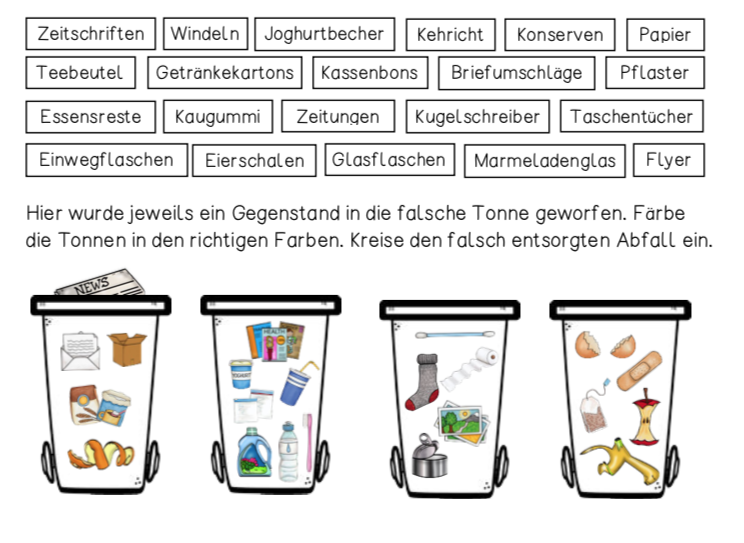 Zeitschriften Windeln Joghurtbecher Kehricht Konserven Papier
Teebeutel Getränkekartons Kassenbons Briefumschläge Pflaster
Essensreste Kaugummi Zeitungen Kugelschreiber Taschentücher
Einwegflaschen Eierschalen Glasflaschen Marmeladenglas Flyer
Hier wurde jeweils ein Gegenstand in die falsche Tonne geworfen. Färbe
die Tonnen in den richtigen Farben. Kreise den falsch entsorgten Abfall ein.
NEWS
HEALTH
YOGHURT